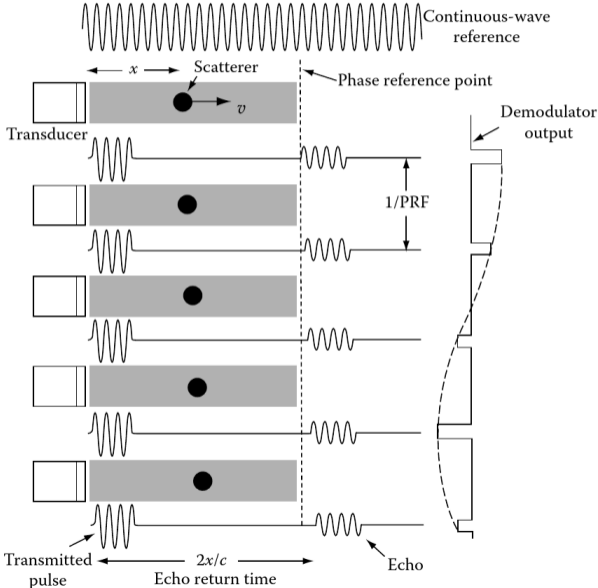 Continuous-wave
reference
x
Scatterer
Phase reference point
v
Transducer
Demodulator
output
1/PRF
Transmitted
pulse
2x/c
Echo return time
Echo